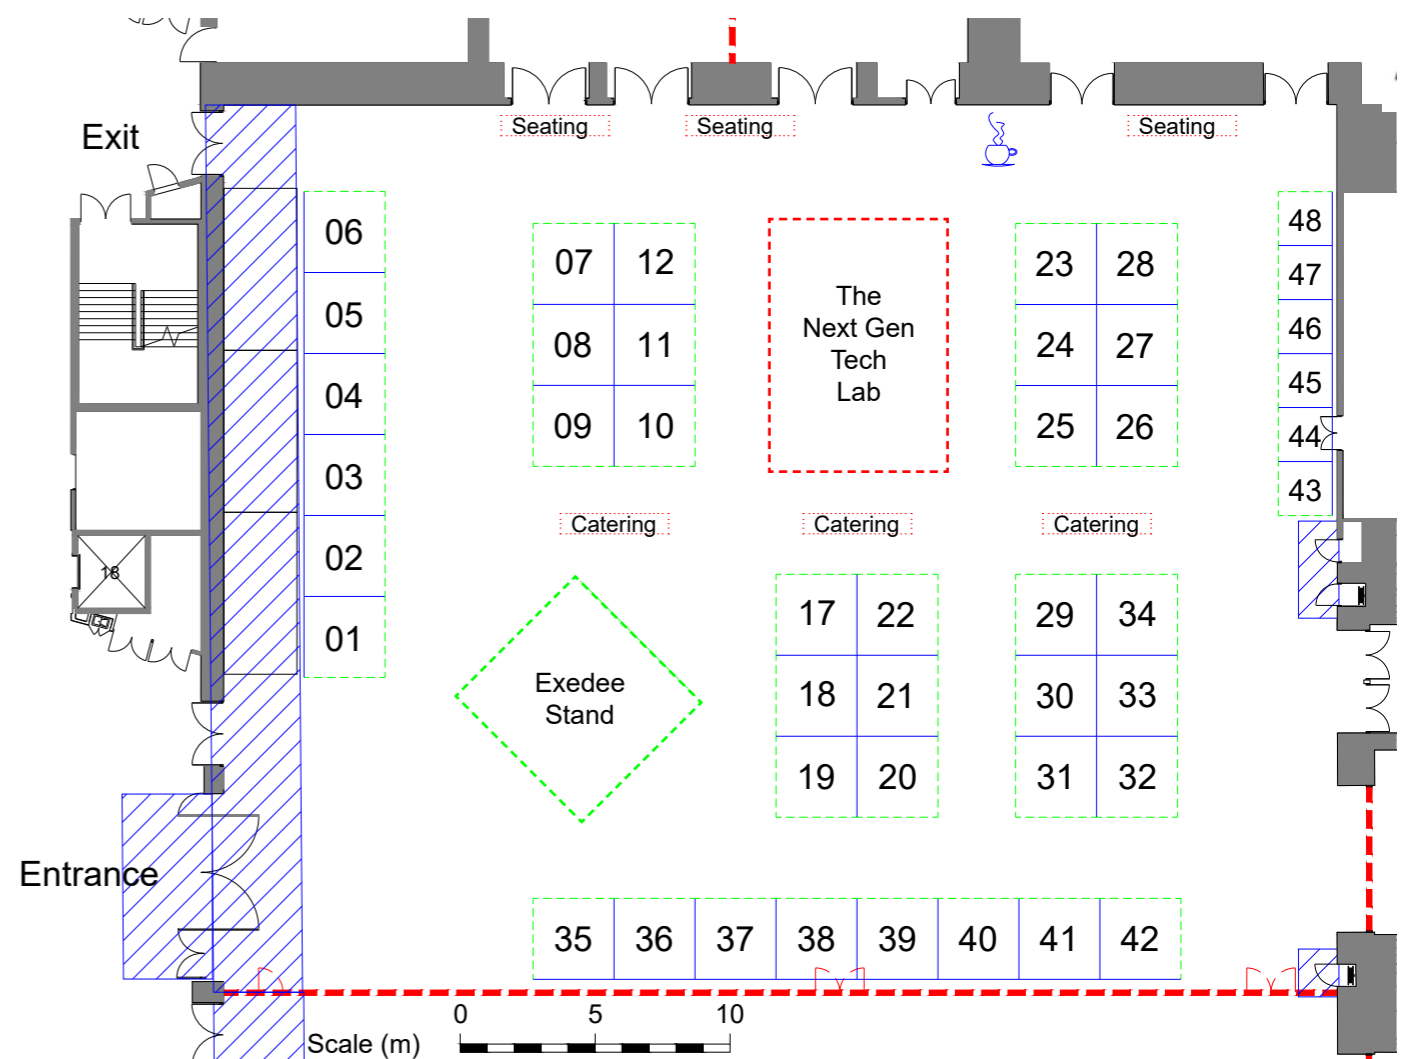 Exit
Seating
Seating
Seating
06
05
04
03
02
01
07 12
08 11
09 10
The
Next Gen
Tech
Lab
23 28
24 27
25 26
48
47
46
45
44
43
Catering
Catering
Catering
18
Exedee
Stand
17 22
18 21
19 20
29 34
30 33
31 32
Entrance
35 36 37 38 39 40 41 42
0 5 10
Scale (m)